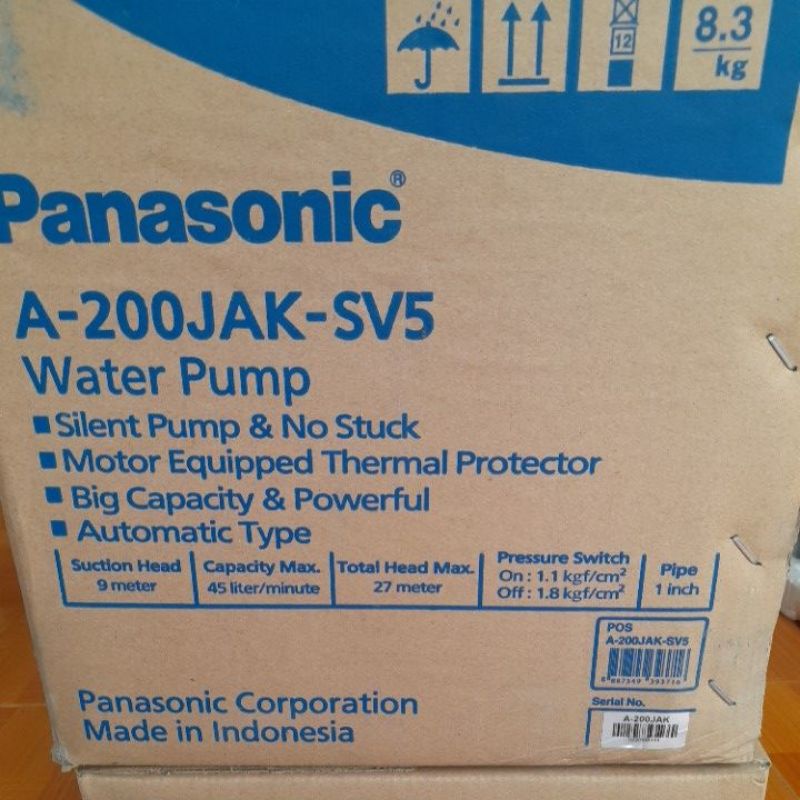 12
8.3
kg
Panasonic®
A-200JAK-SV5
Water Pump
■ Silent Pump & No Stuck
■ Motor Equipped Thermal Protector
■ Big Capacity & Powerful
■ Automatic Type
Suction Head
9 meter
Capacity Max.
45 liter/minute
Total Head Max.
27 meter
Pressure Switch
On : 1.1 kgf/cm²
Off : 1.8 kgf/cm²
Pipe
1 inch
POS
A-200JAK-SV5
Serial No.
A-200JAK
Panasonic Corporation
Made in Indonesia